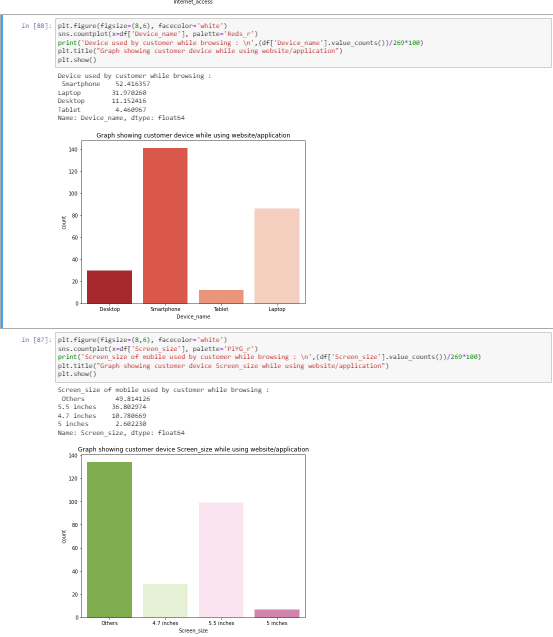 internet_access
In [88]: plt.figure(figsize=(8,6), facecolor='white')
sns.countplot(x=df['Device_name'], palette='Reds_r')
print('Device used by customer while browsing : \n',(df['Device_name'].value_counts())/269*100)
plt.title("Graph showing customer device while using website/application")
plt.show()
Device used by customer while browsing :
Smartphone 52.416357
Laptop 31.970260
Desktop 11.152416
Tablet 4.460967
Name: Device_name, dtype: float64
Graph showing customer device while using website/application
140
120
100
80
60
40
20
0
count
Desktop Smartphone Tablet Laptop
Device_name
In [87]: plt.figure(figsize=(8,6), facecolor='white')
sns.countplot(x=df['Screen_size'], palette='PiYG_r')
print('Screen_size of mobile used by customer while browsing : \n',(df['Screen_size'].value_counts())/269*100)
plt.title("Graph showing customer device Screen_size while using website/application")
plt.show()
Screen_size of mobile used by customer while browsing :
Others 49.814126
5.5 inches 36.802974
4.7 inches 10.780669
5 inches 2.602230
Name: Screen_size, dtype: float64
Graph showing customer device Screen_size while using website/application
140
120
100
80
60
40
20
0
count
Others 4.7 inches 5.5 inches 5 inches
Screen_size